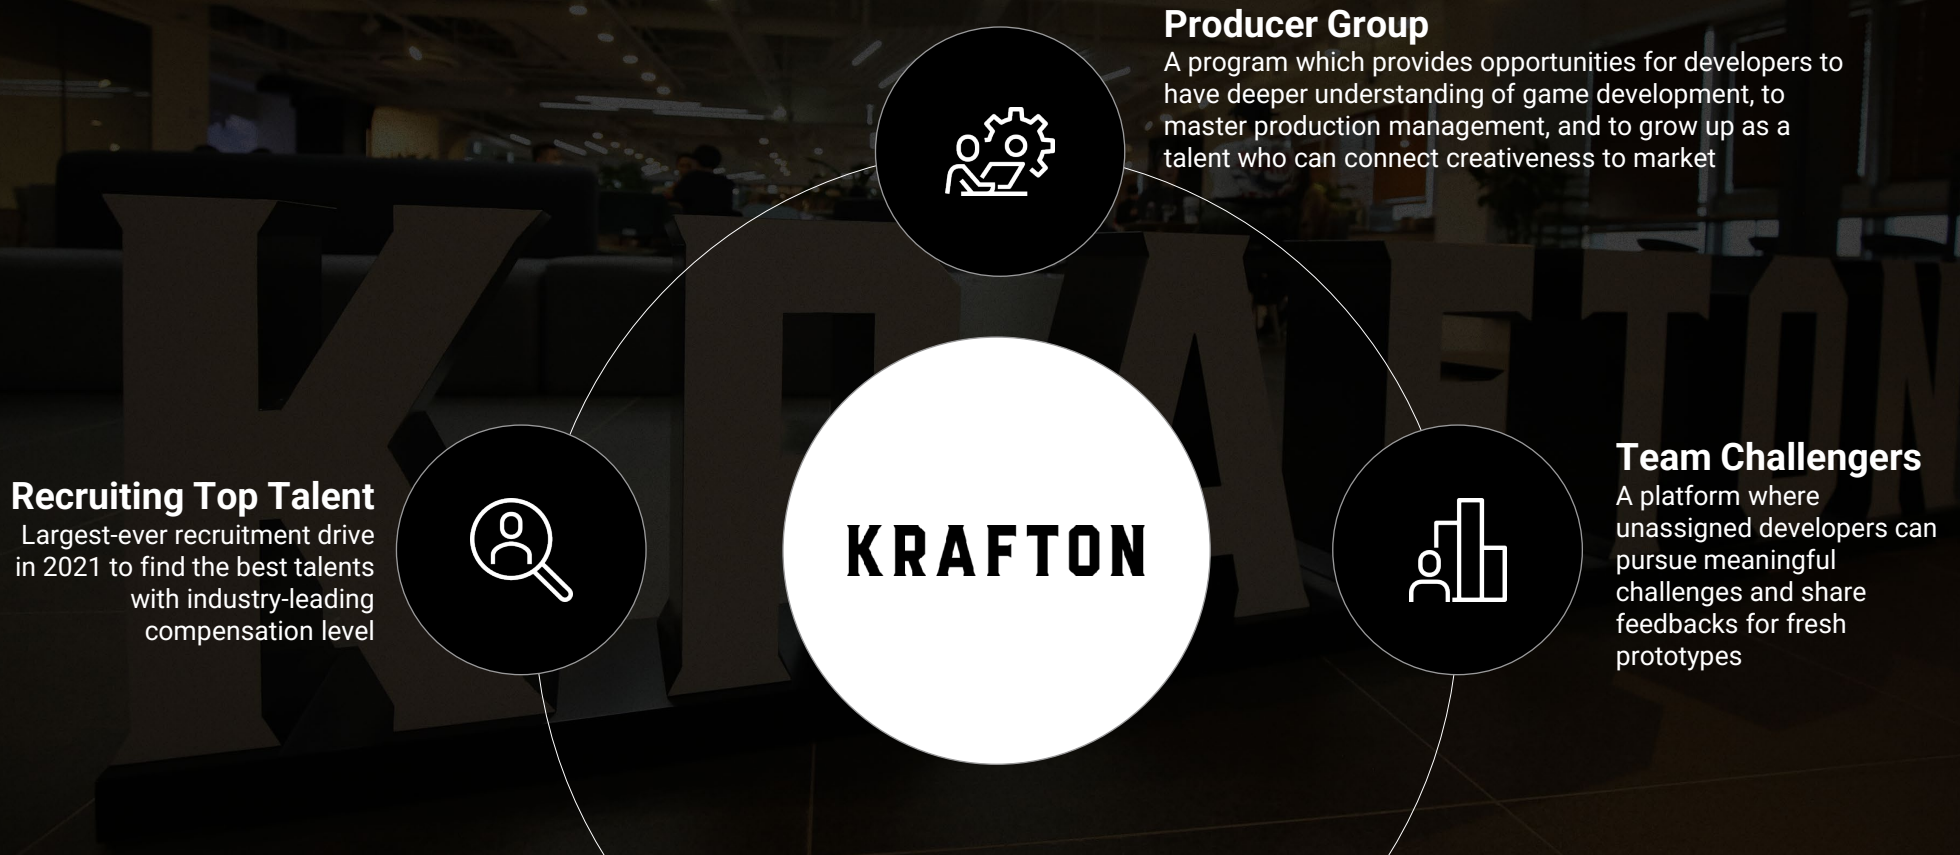 Producer Group
A program which provides opportunities for developers to
have deeper understanding of game development, to
master production management, and to grow up as a
talent who can connect creativeness to market
Recruiting Top Talent
Largest-ever recruitment drive
in 2021 to find the best talents
with industry-leading
compensation level
KRAFTON
Team Challengers
A platform where
unassigned developers can
pursue meaningful
challenges and share
feedbacks for fresh
prototypes
KRAFTON